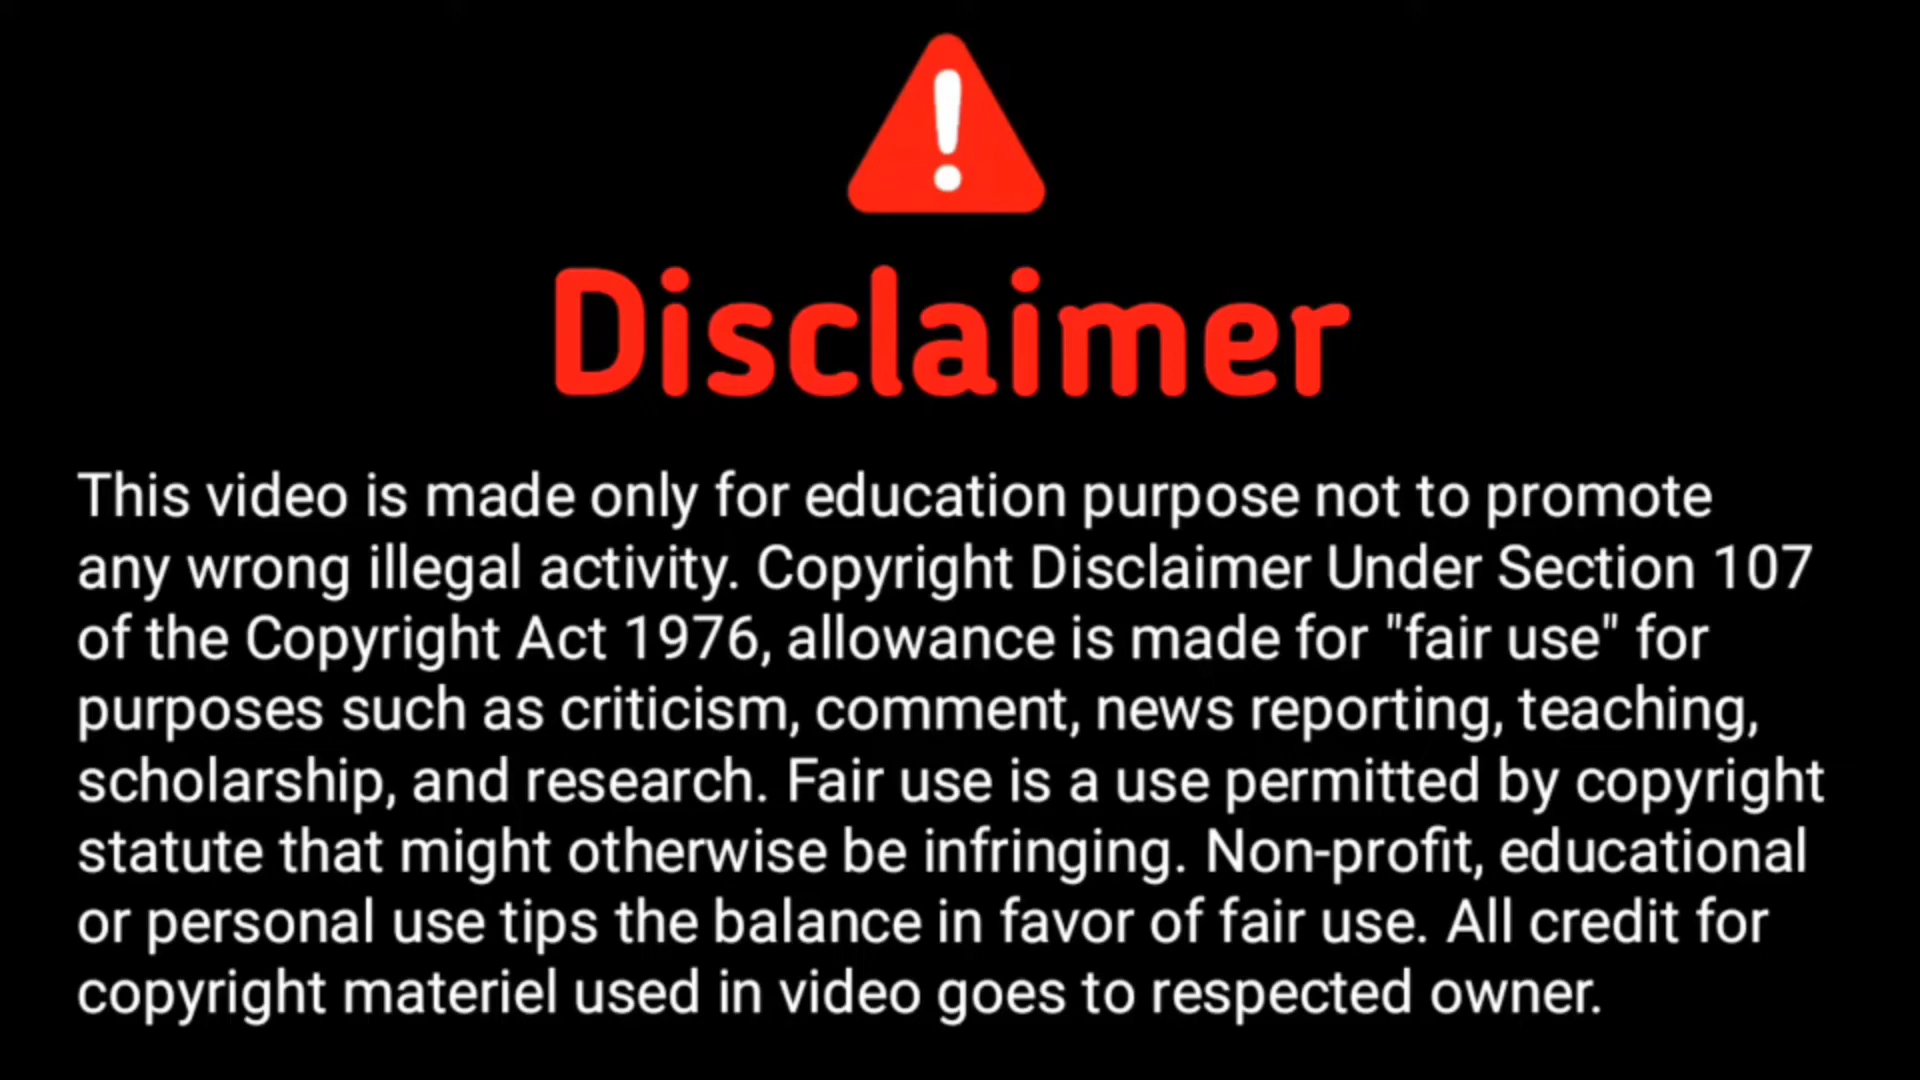 Disclaimer
This video is made only for education purpose not to promote
any wrong illegal activity. Copyright Disclaimer Under Section 107
of the Copyright Act 1976, allowance is made for "fair use" for
purposes such as criticism, comment, news reporting, teaching,
scholarship, and research. Fair use is a use permitted by copyright
statute that might otherwise be infringing. Non-profit, educational
or personal use tips the balance in favor of fair use. All credit for
copyright materiel used in video goes to respected owner.